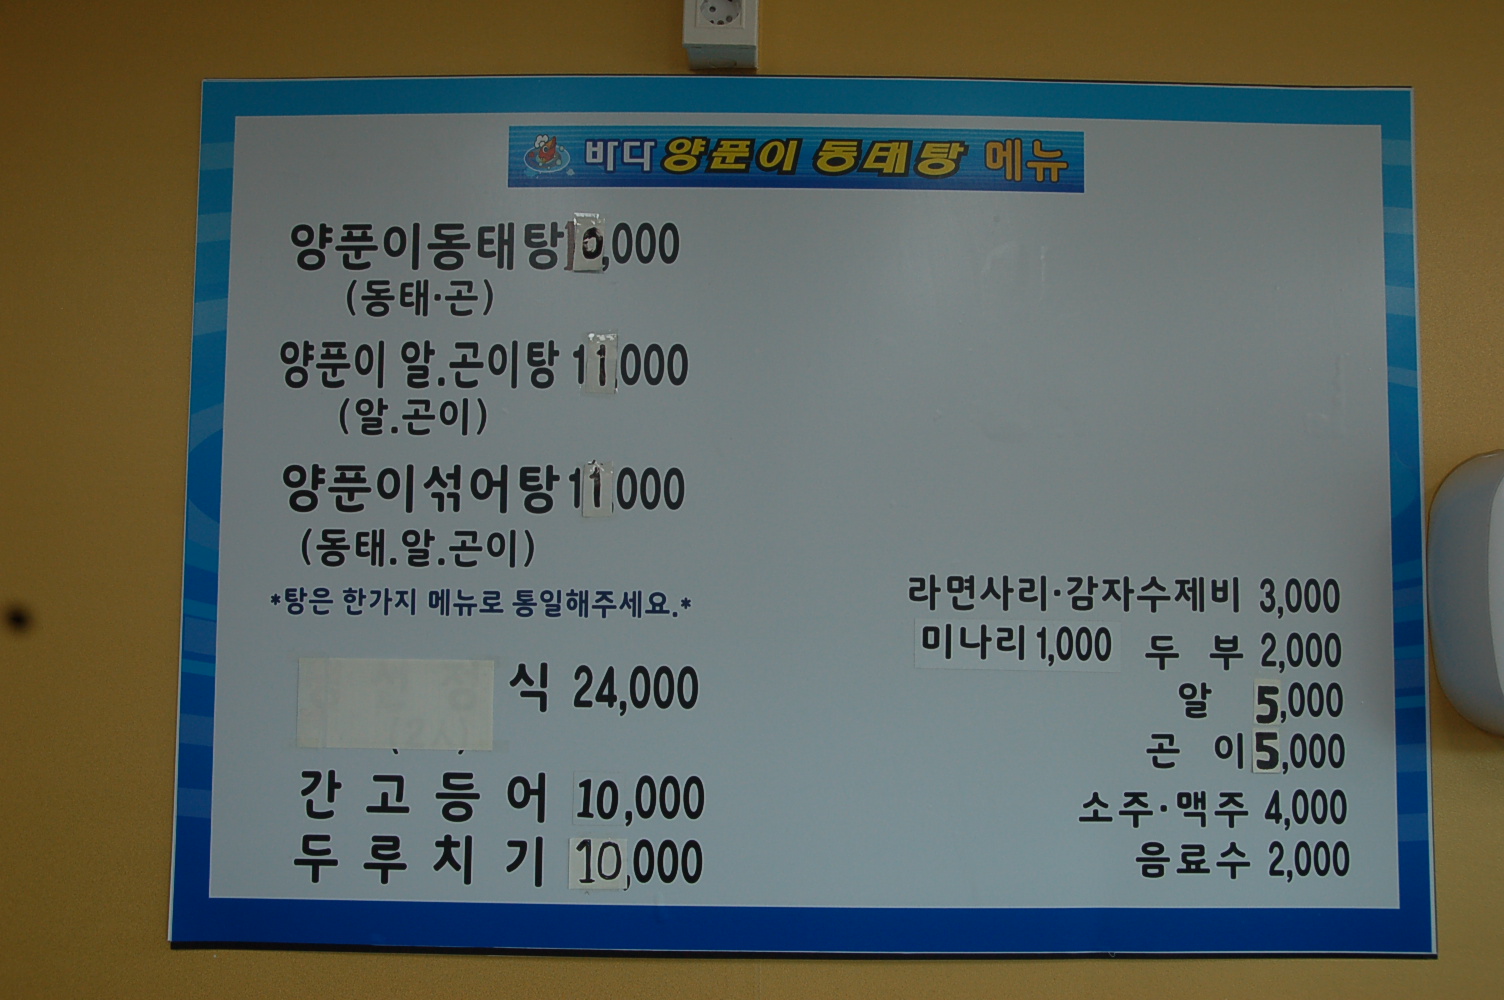 바다 양푼이 동태탕 메뉴
양푼이동태탕 10,000
(동태·곤)
양푼이 알.곤이탕 11,000
(알.곤이)
양푼이섞어탕 11,000
(동태.알.곤이)
*탕은 한가지 메뉴로 통일해주세요.*
식 24,000
간 고 등 어 10,000
두 루 치 기 10,000
라면사리·감자수제비 3,000
미나리 1,000 두 부 2,000
알 5,000
곤 이 5,000
소주·맥주 4,000
음료수 2,000